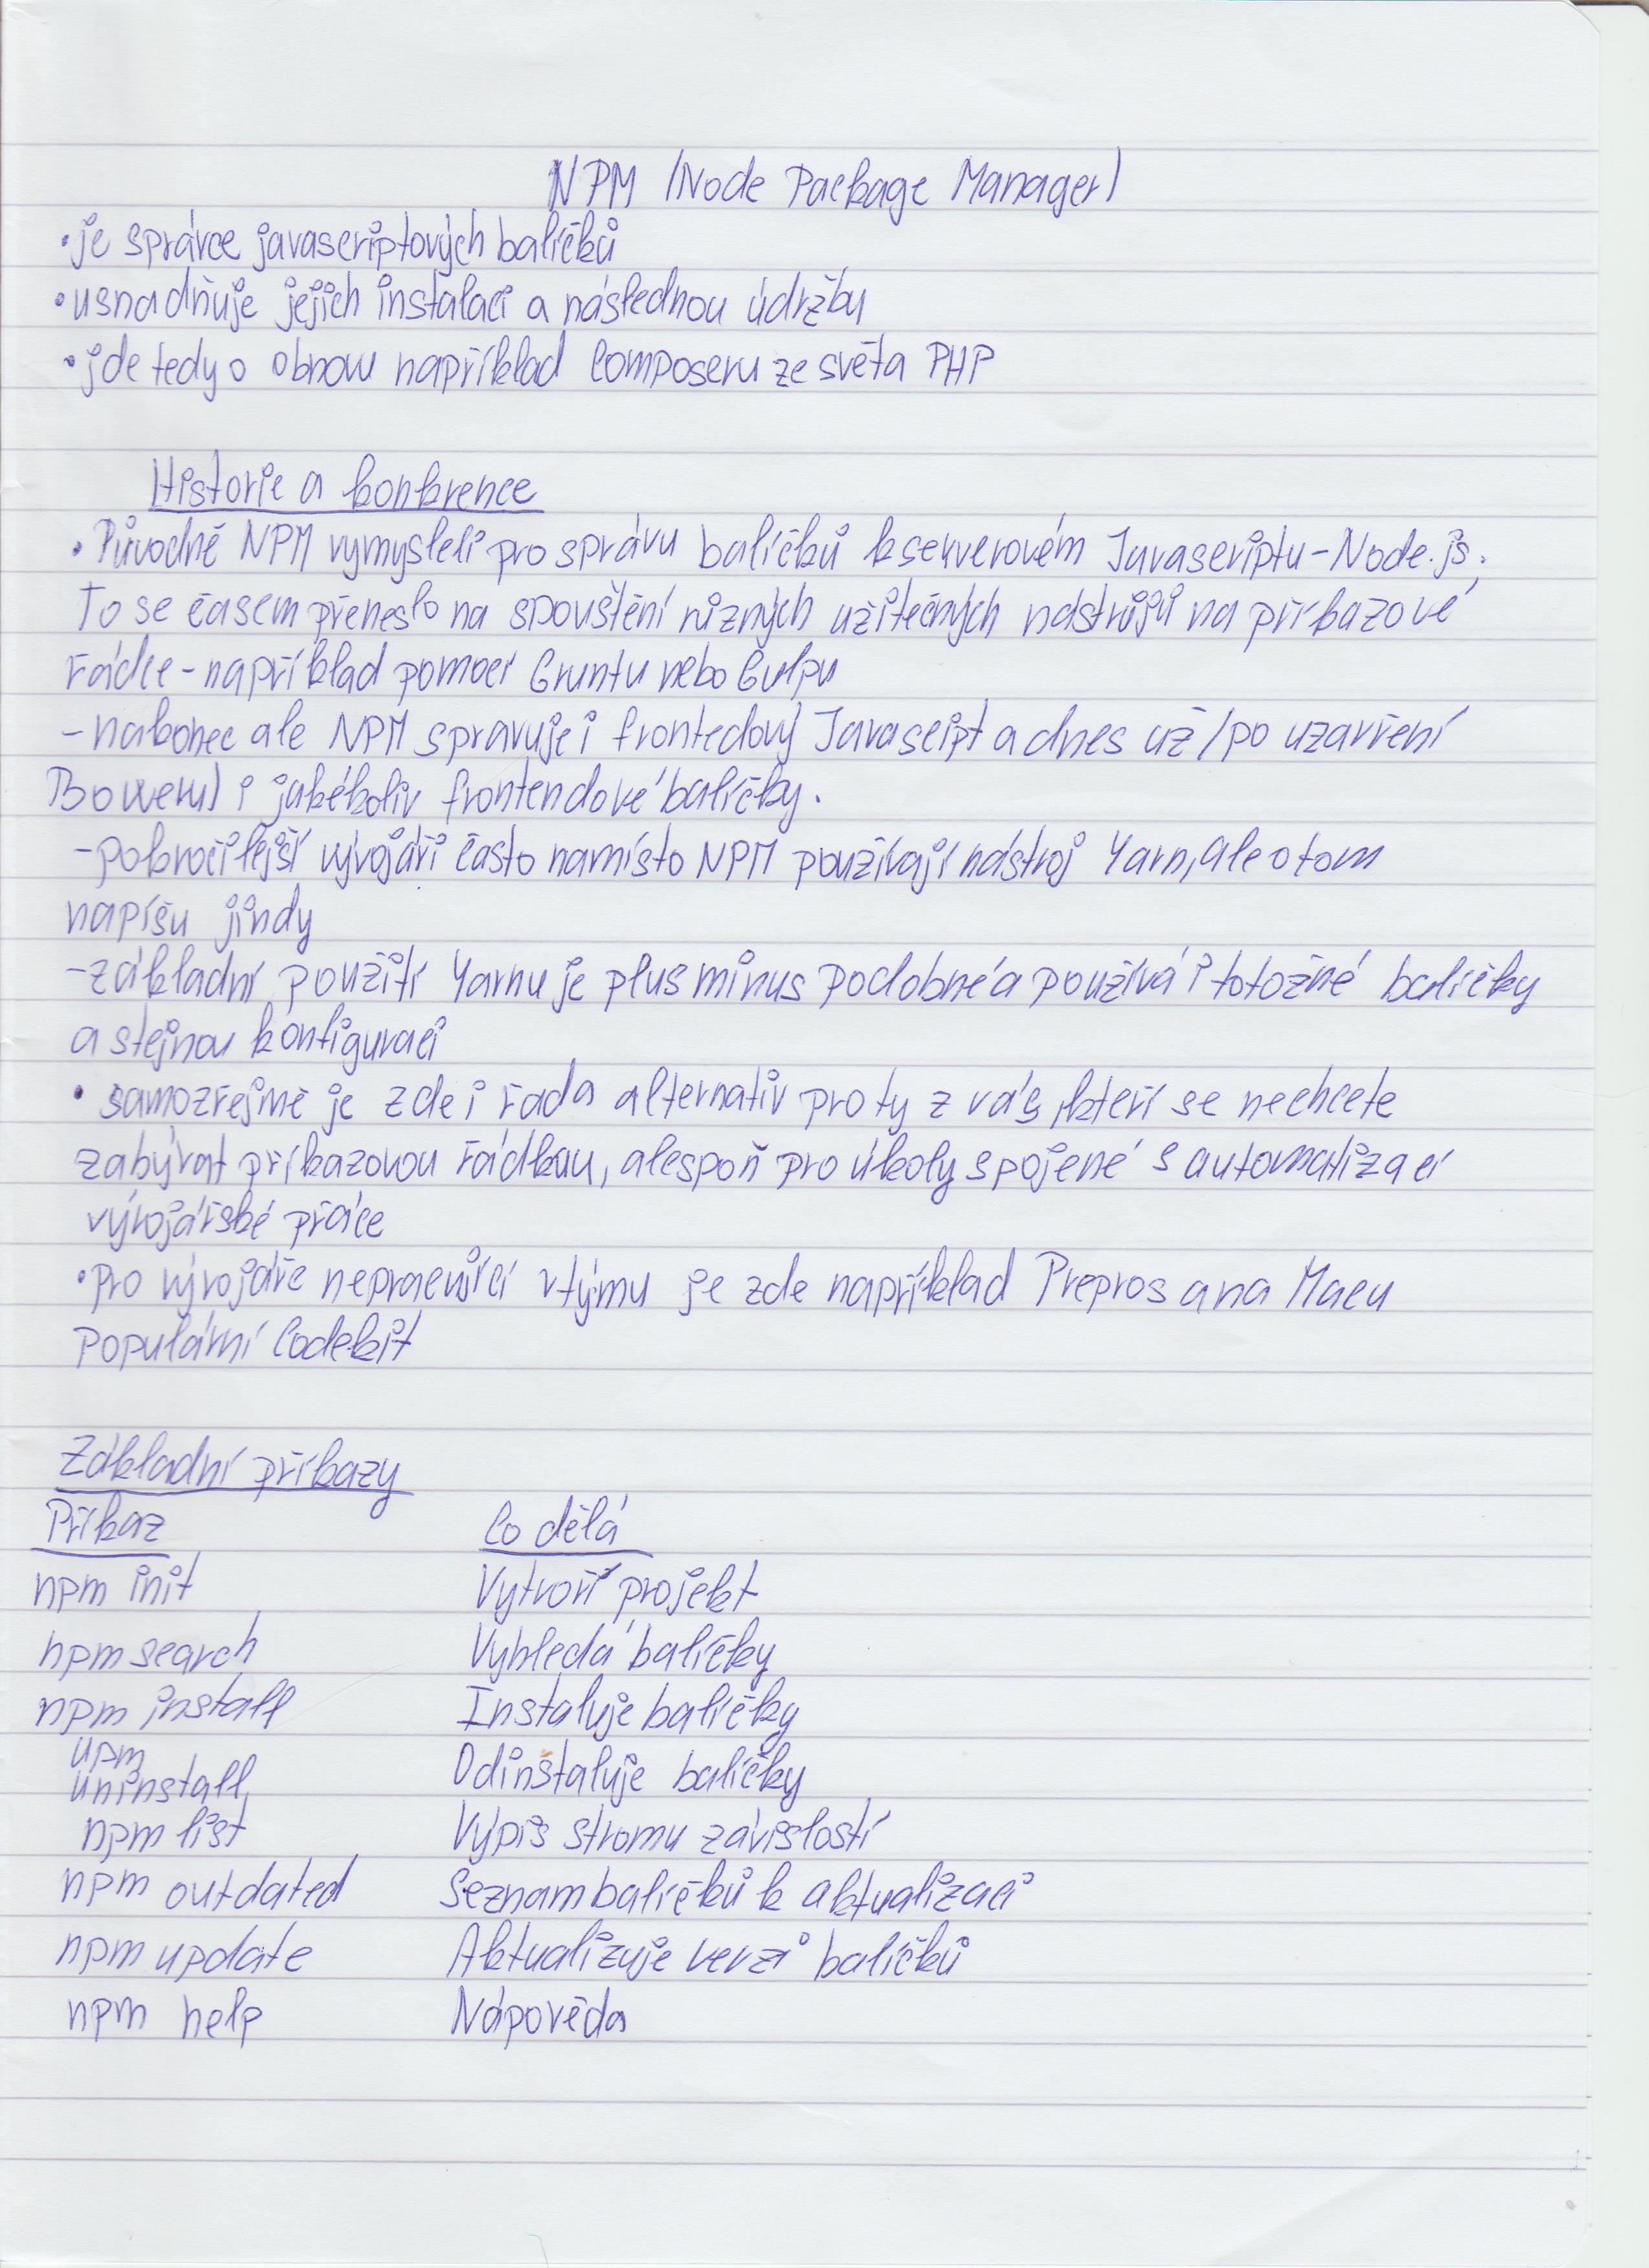 NPM (Node Package Manager)
• je správce javascriptových balíčků
• usnadňuje jejich instalaci a následnou údržbu
• jde tedy o obnovu například Composeru ze světa PHP
Historie a konkrence
• Původně NPM vymysleli pro správu balíčků k serverovém Javascriptu - Node.js.
To se časem přeneslo na spouštění různých užitečných nástrojů na příkazové
řádce - například pomocí Gruntu nebo Gulpu
- nakonec ale NPM spravuje i frontedový Javascipt a dnes už (po uzavření
Boweru) i jakékoliv frontendové balíčky.
- pokročilejší vývojáři často namísto NPM používají nástroj Yarn, ale o tom
napíšu jindy
- základní použití Yarnu je plus minus podobné a používá i totožné balíčky
a stejnou konfiguraci
• samozřejmě je zde i řada alternativ pro ty z vás, kteří se nechcete
zabývat příkazovou řádkou, alespoň pro úkoly spojené s automatizací
vývojářské práce
• Pro vývojáře nepracující v týmu je zde například Prepros a na Macu
populární Codekit
Základní příkazy
Příkaz Co dělá
npm init Vytvoří projekt
npm search Vyhledá balíčky
npm install Instaluje balíčky
npm
uninstall Odinštaluje balíčky
npm list Výpis stromu závislostí
npm outdated Seznam balíčků k aktualizaci
npm update Aktualizuje verzi balíčků
npm help Nápověda